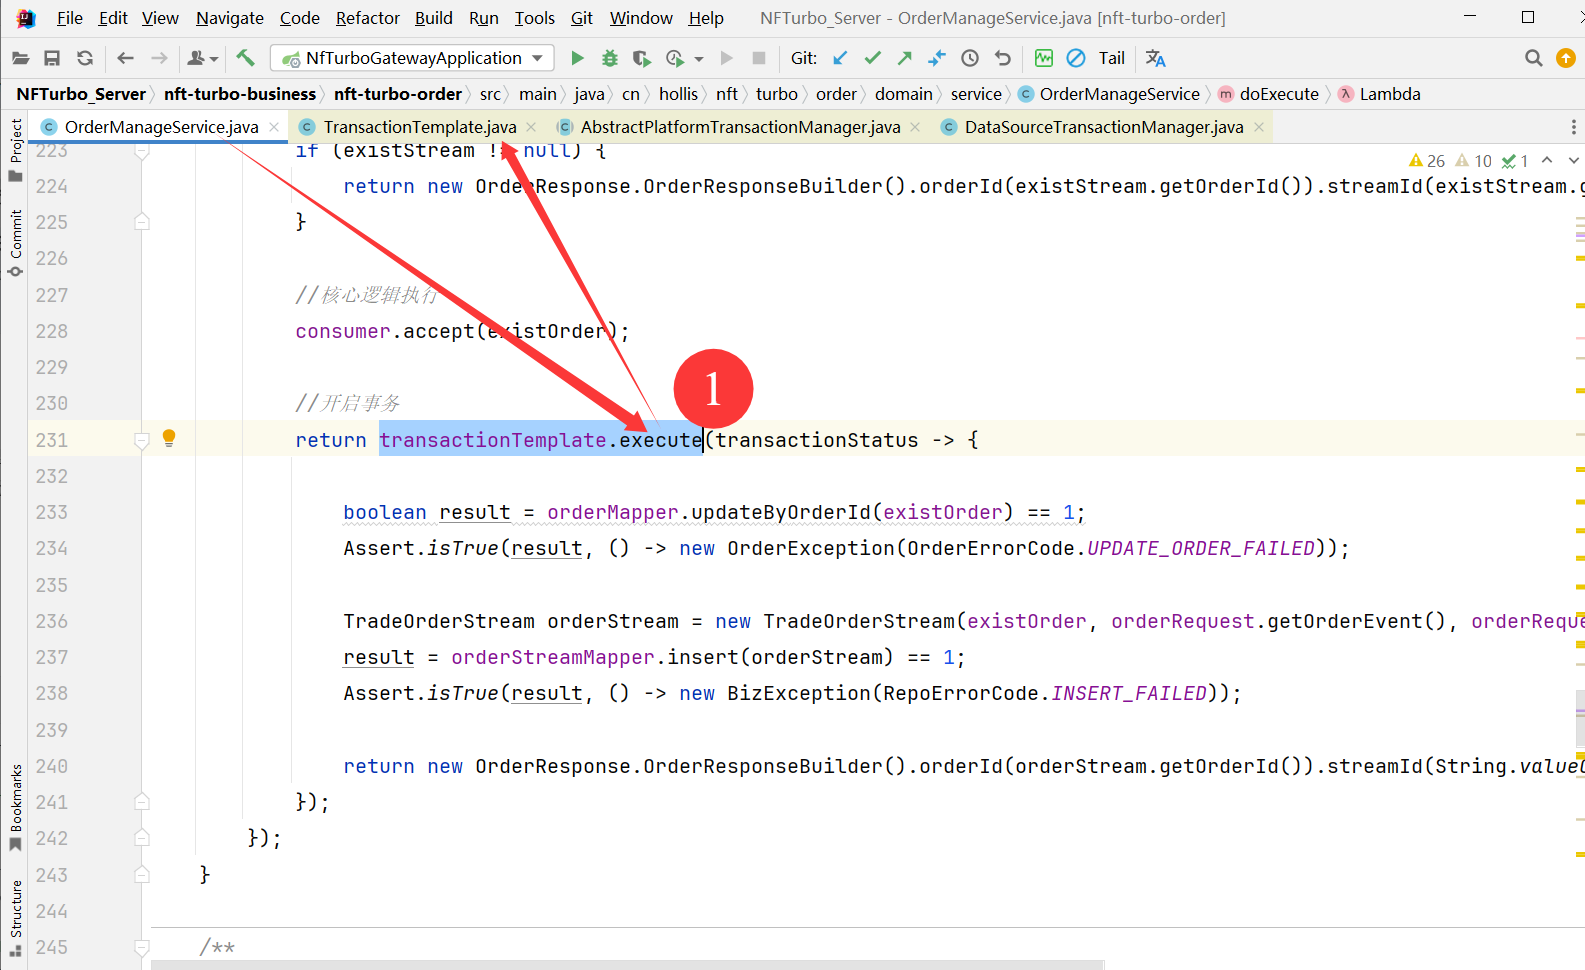 File Edit View Navigate Code Refactor Build Run Tools Git Window Help NFTurbo_Server - OrderManageService.java [nft-turbo-order]
NfTurboGatewayApplication Git: Tail
NFTurbo_Server nft-turbo-business nft-turbo-order src main java cn hollis nft turbo order domain service OrderManageService doExecute Lambda
OrderManageService.java TransactionTemplate.java AbstractPlatformTransactionManager.java DataSourceTransactionManager.java
Project
Commit
Bookmarks
Structure
26 10 1
223 if (existStream != null) {
224 return new OrderResponse.OrderResponseBuilder().orderId(existStream.getOrderId()).streamId(existStream.g
225 }
226
227 //核心逻辑执行
228 consumer.accept(existOrder);
229
230 //开启事务
1
231 return transactionTemplate.execute(transactionStatus -> {
232
233 boolean result = orderMapper.updateByOrderId(existOrder) == 1;
234 Assert.isTrue(result, () -> new OrderException(OrderErrorCode.UPDATE_ORDER_FAILED));
235
236 TradeOrderStream orderStream = new TradeOrderStream(existOrder, orderRequest.getOrderEvent(), orderReque
237 result = orderStreamMapper.insert(orderStream) == 1;
238 Assert.isTrue(result, () -> new BizException(RepoErrorCode.INSERT_FAILED));
239
240 return new OrderResponse.OrderResponseBuilder().orderId(orderStream.getOrderId()).streamId(String.valueO
241 });
242 });
243 }
244
245 /**